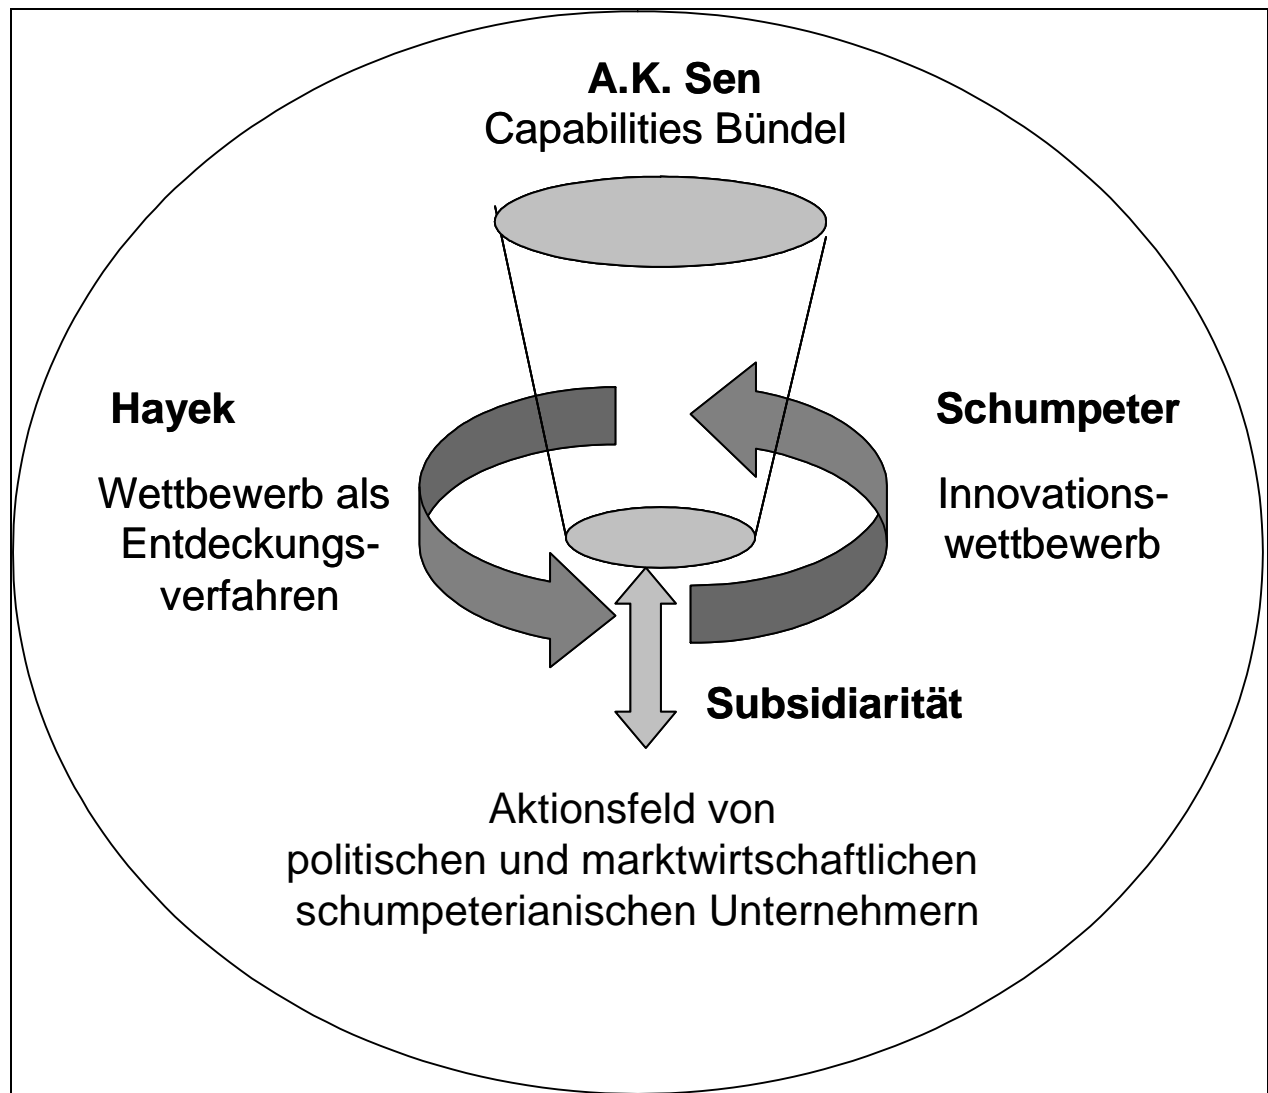 A.K. Sen
Capabilities Bündel
Hayek
Wettbewerb als
Entdeckungs-
verfahren
Schumpeter
Innovations-
wettbewerb
Subsidiarität
Aktionsfeld von
politischen und marktwirtschaftlichen
schumpeterianischen Unternehmern